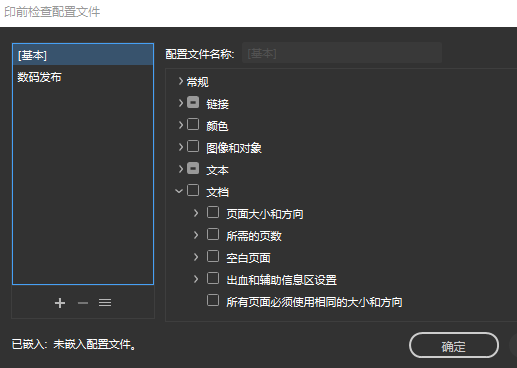 印前检查配置文件
[基本]
数码发布
配置文件名称:
[基本]
常规
链接
颜色
图像和对象
文本
文档
页面大小和方向
所需的页数
空白页面
出血和辅助信息区设置
所有页面必须使用相同的大小和方向
已嵌入: 未嵌入配置文件。
确定